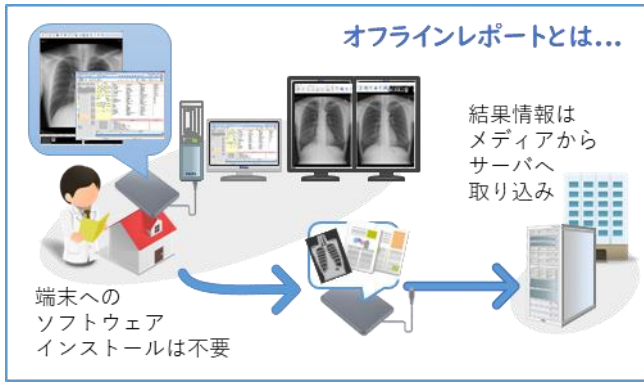 オフラインレポートとは...
結果情報は
メディアから
サーバへ
取り込み
端末への
ソフトウェア
インストールは不要